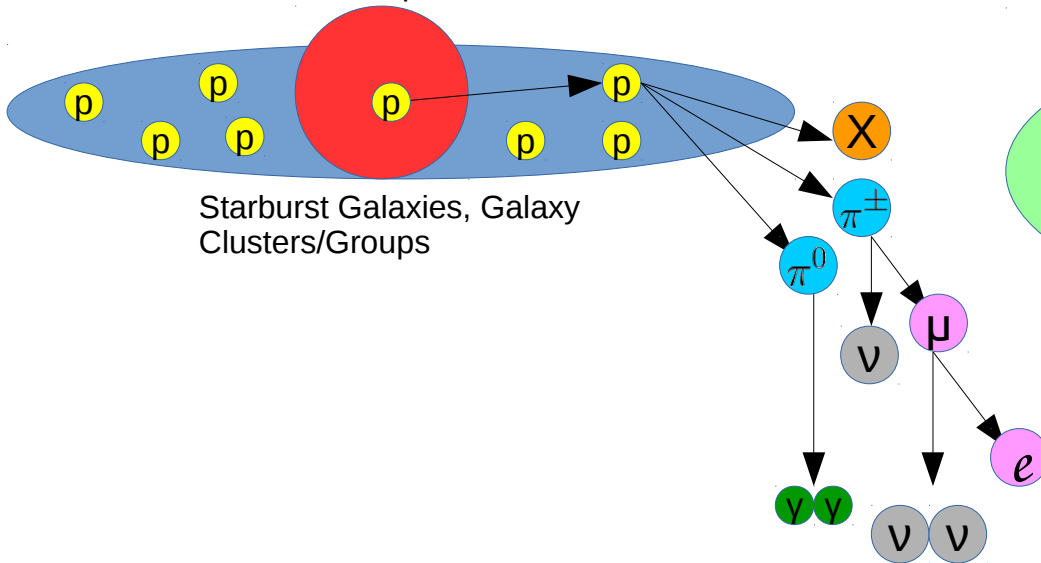 p
p
p
p
p
p
p
p
X
Starburst Galaxies, Galaxy
Clusters/Groups
π±
π⁰
μ
ν
e
γ γ
ν ν